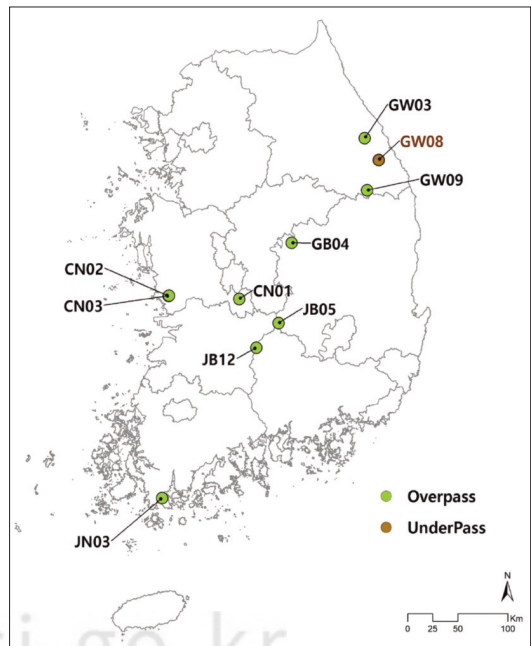 GW03
GW08
GW09
GB04
CN02
CN03
CN01
JB05
JB12
JN03
Overpass
UnderPass
N
Km
0 25 50 100